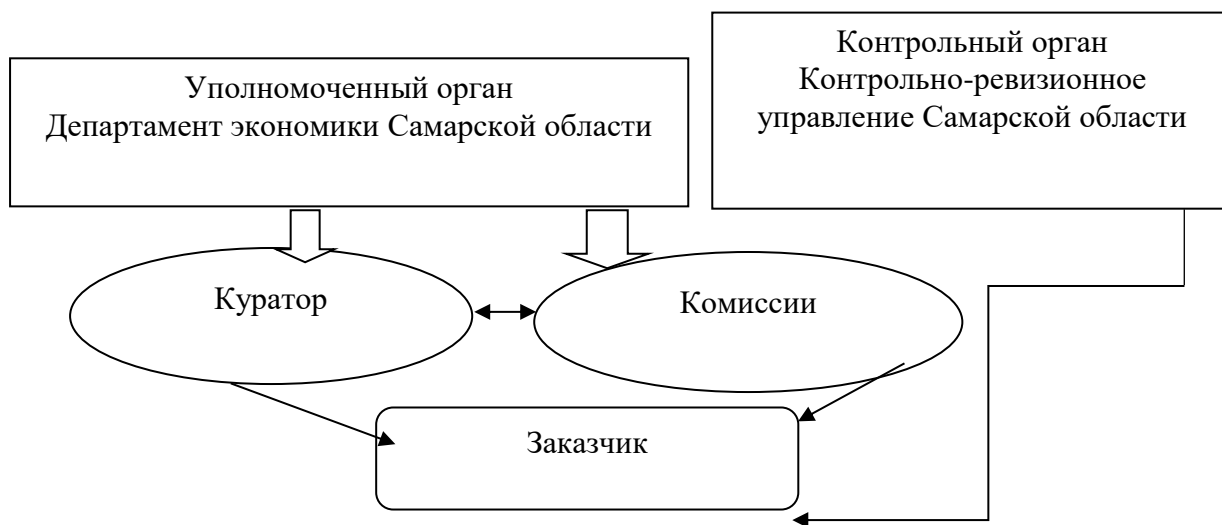 Уполномоченный орган
Департамент экономики Самарской области
Контрольный орган
Контрольно-ревизионное
управление Самарской области
Куратор
Комиссии
Заказчик